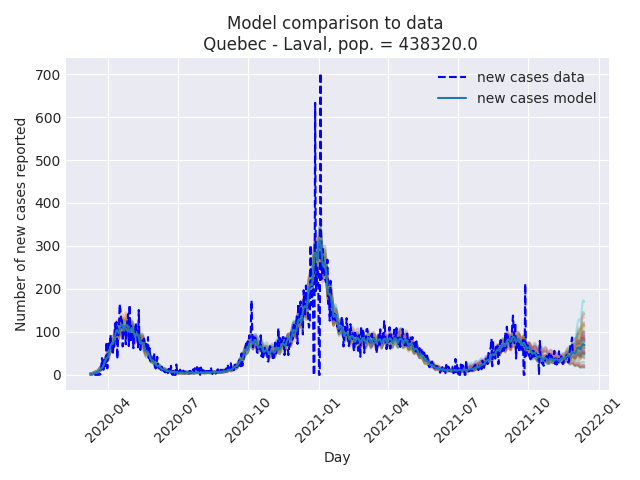 Model comparison to data
Quebec - Laval, pop. = 438320.0
new cases data
new cases model
Number of new cases reported
700
600
500
400
300
200
100
0
2020-04
2020-07
2020-10
2021-01
2021-04
2021-07
2021-10
2022-01
Day